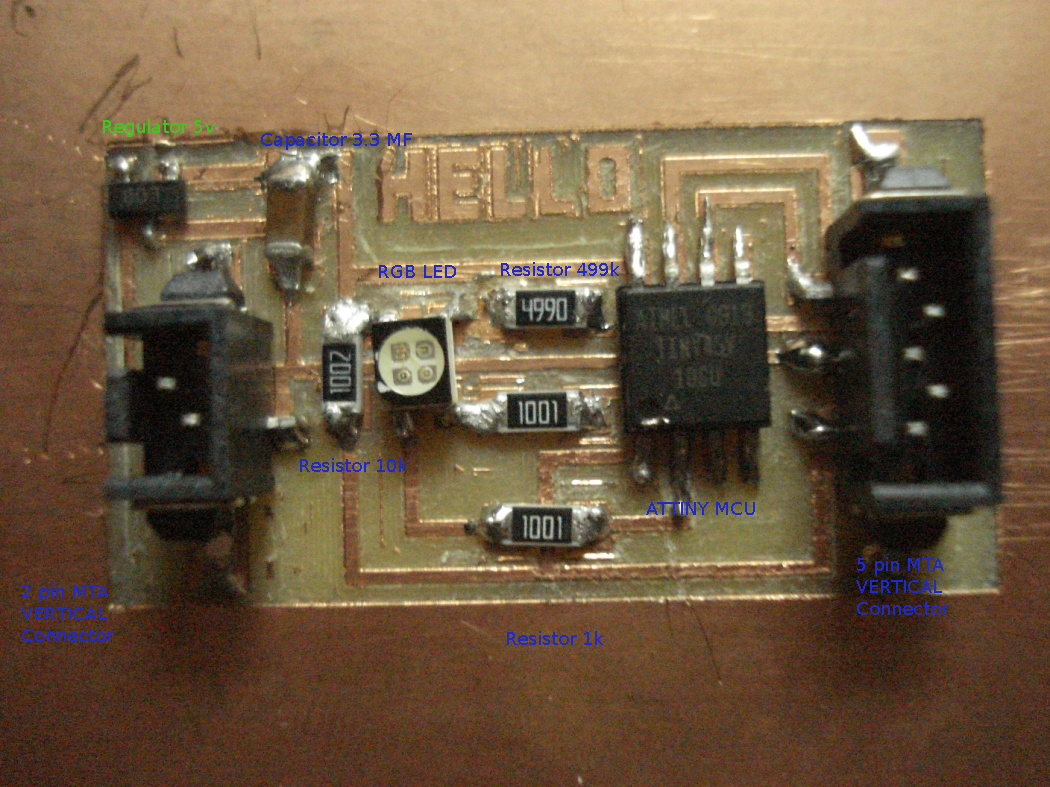 Regulator 5v
Capacitor 3.3 MF
HELLO
RGB LED
Resistor 499k
4990
1002
1001
Resistor 10k
ATTINY MCU
1001
2 pin MTA
VERTICAL
Connector
5 pin MTA
VERTICAL
Connector
Resistor 1k